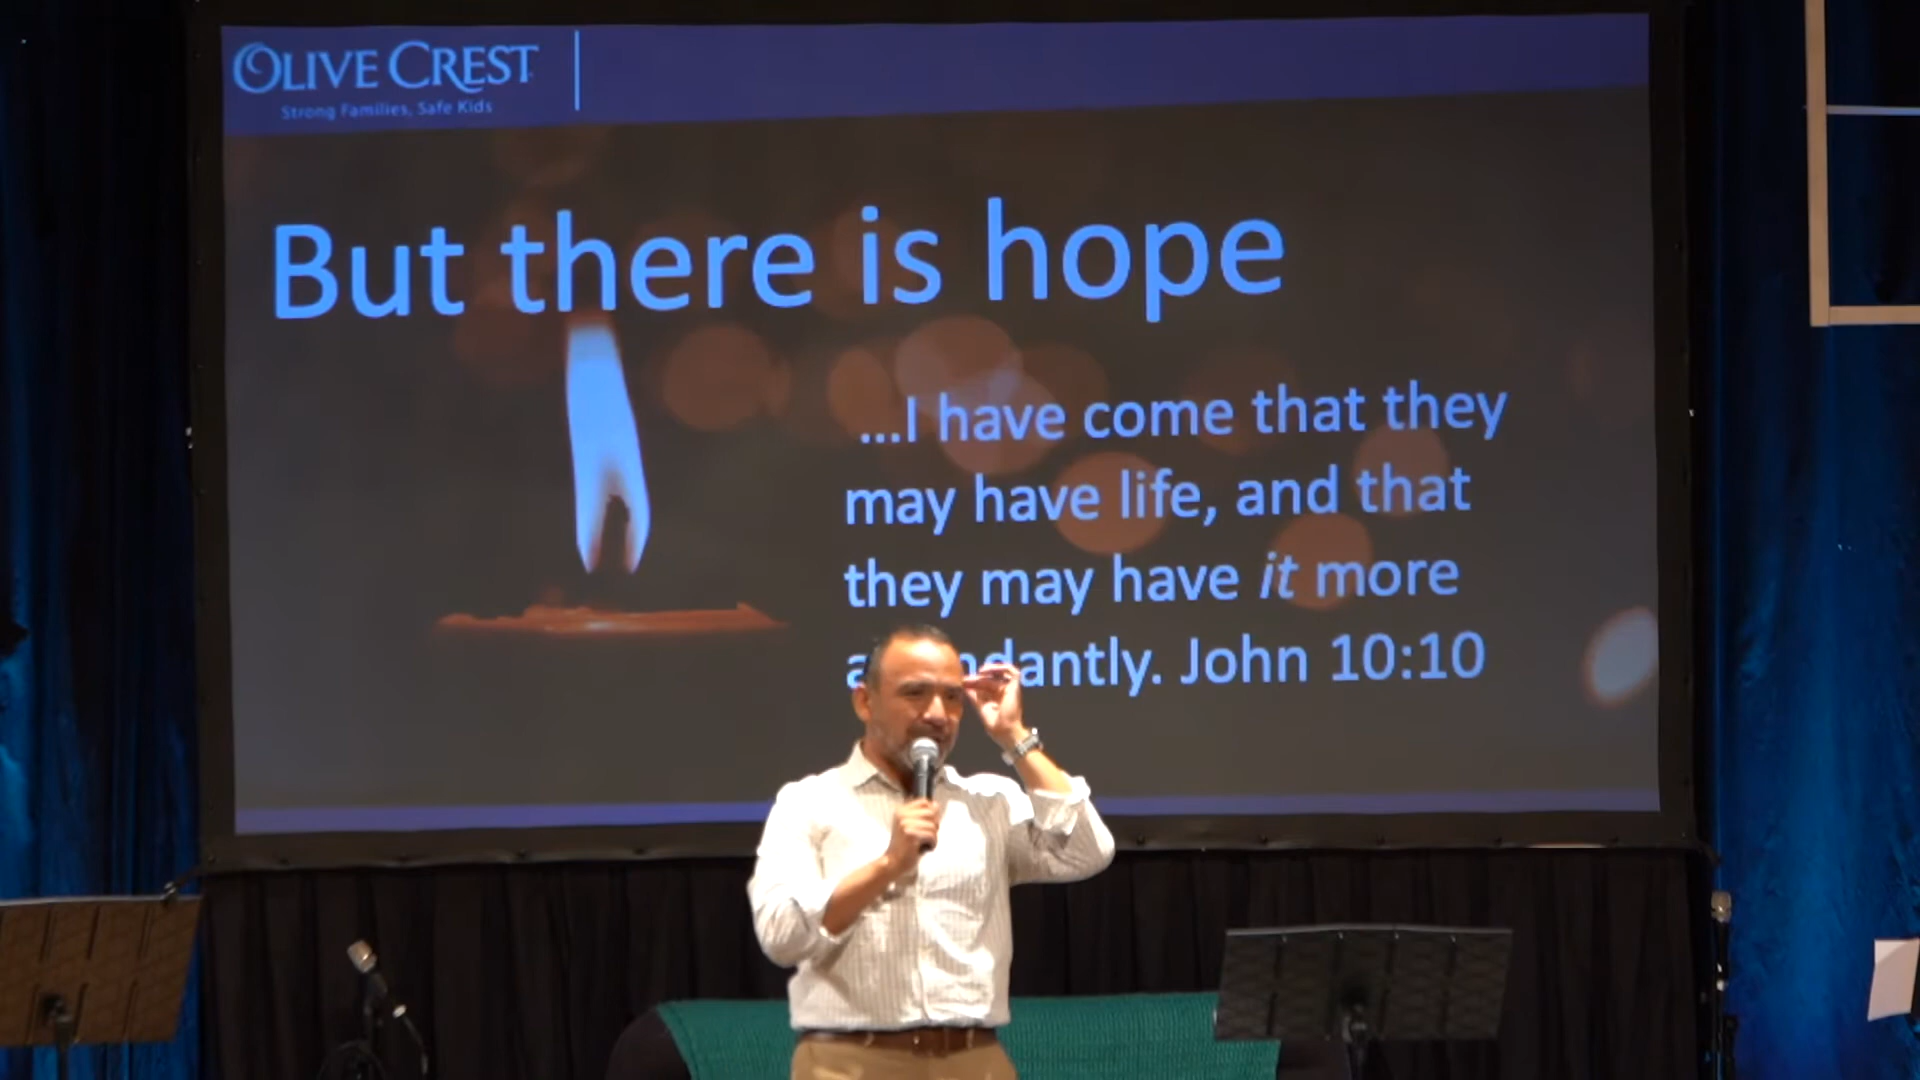 OLIVE CREST
Strong Families, Safe Kids
But there is hope
...I have come that they
may have life, and that
they may have it more
John 10:10